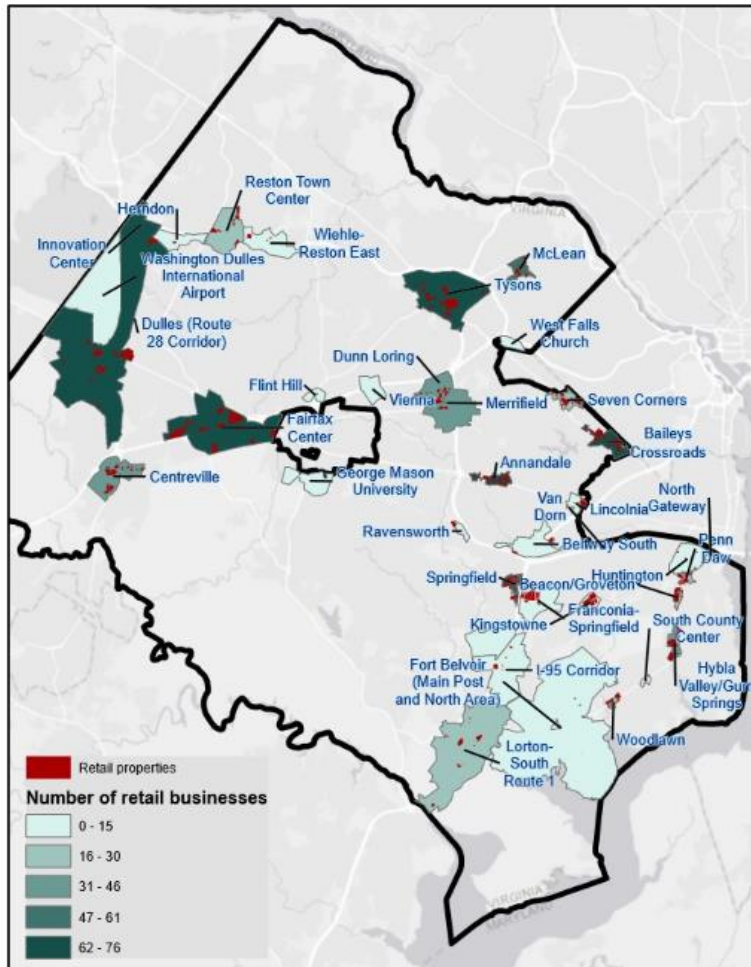 MARYLAND
VIRGINIA
Reston Town
Center
Herndon
Innovation
Center
Wiehle-
Reston East
Washington Dulles
International
Airport
McLean
Tysons
Dulles (Route
28 Corridor)
West Falls
Church
Dunn Loring
Flint Hill
Vienna
Merrifield
Seven Corners
Fairfax
Center
Baileys
Crossroads
Centreville
George Mason
University
Annandale
North
Gateway
Van
Dorn
Lincolnia
Penn
Daw
Ravensworth
Beltway South
Huntington
Springfield
Beacon/Groveton
Kingstowne
Franconia-
Springfield
South County
Center
Fort Belvoir
(Main Post
and North Area)
I-95 Corridor
Hybla
Valley/Gum
Springs
Lorton-
South
Route 1
Woodlawn
Retail properties
Number of retail businesses
0 - 15
16 - 30
31 - 46
47 - 61
62 - 76
VIRGINIA
MARYLAND